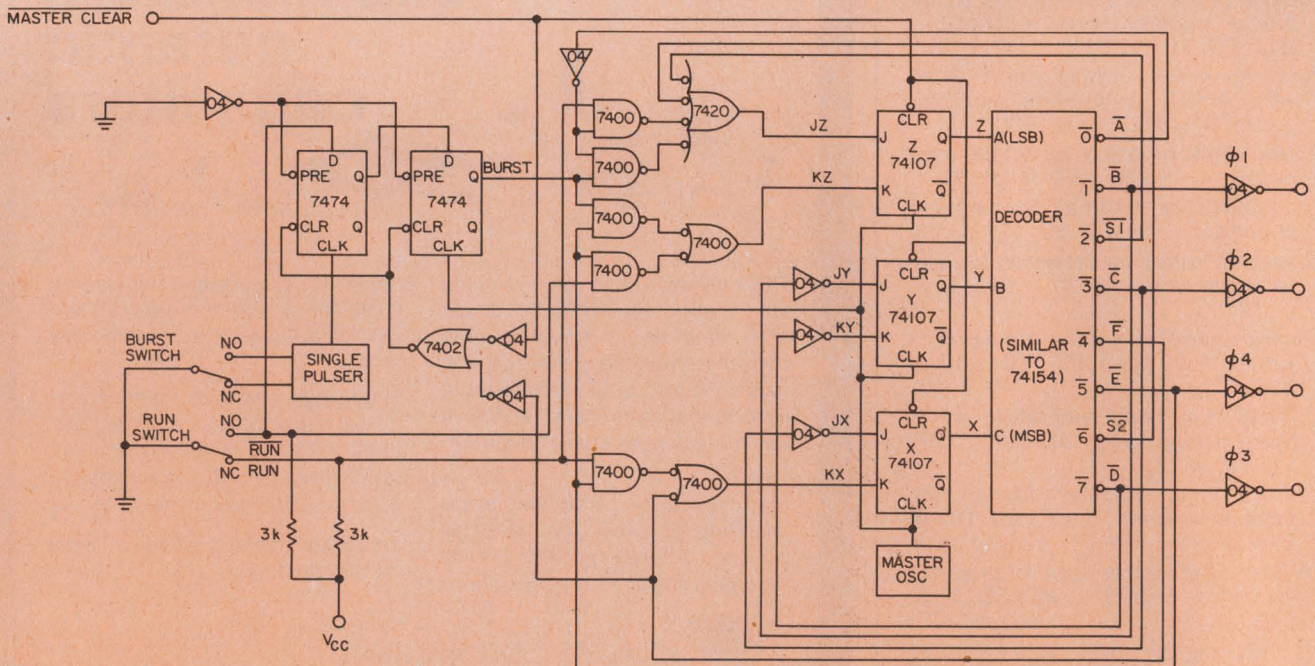 MASTER CLEAR
04
04
7400
7420
JZ
D
PRE
Q
7474
CLR
Q
CLK
D
PRE
Q
7474
CLR
Q
CLK
BURST
7400
7400
7400
7400
KZ
CLR
J
Z
Q
74107
K
Q
CLK
Z
A(LSB)
0
A
DECODER
1
B
2
S1
3
C
(SIMILAR
TO
74154)
4
F
5
E
6
S2
7
D
B
C (MSB)
04
φ1
04
φ2
04
φ4
04
φ3
04
JY
04
KY
CLR
J
Y
Q
74107
K
Q
CLK
Y
7402
04
04
BURST
SWITCH
NO
NC
SINGLE
PULSER
RUN
SWITCH
NO
RUN
NC
RUN
7400
7400
04
JX
KX
CLR
J
X
Q
74107
K
Q
CLK
X
3k
3k
VCC
MASTER
OSC